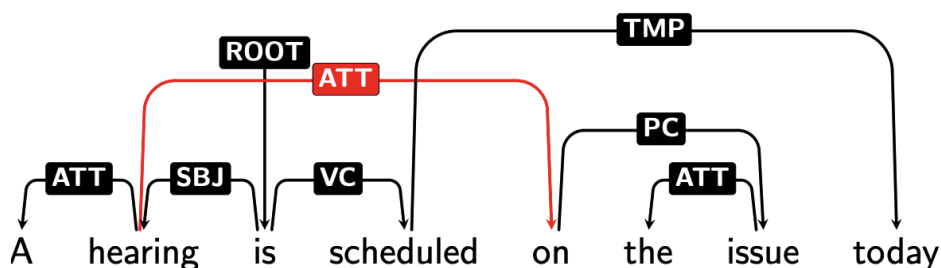 TMP
ROOT
ATT
PC
ATT SBJ VC ATT
A hearing is scheduled on the issue today